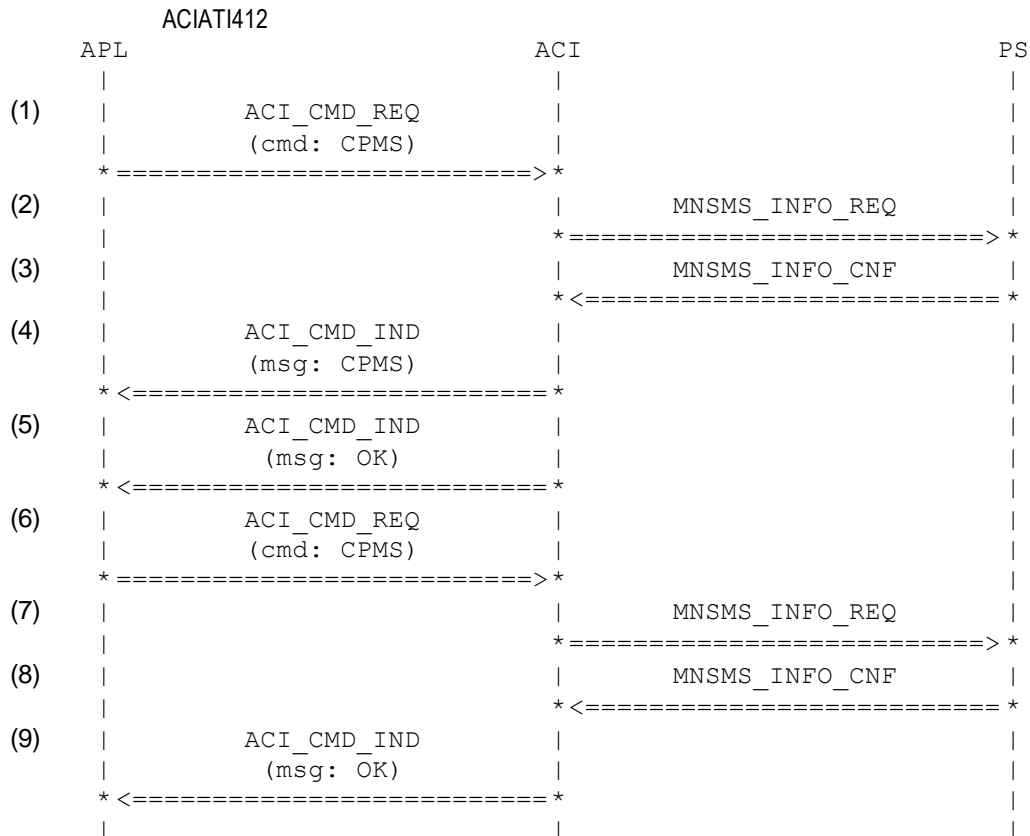 ACIATI412
APL ACI PS
| | |
(1) | ACI_CMD_REQ | |
| (cmd: CPMS) | |
* ==========================> * |
(2) | | MNSMS_INFO_REQ |
| * ==========================> *
(3) | | MNSMS_INFO_CNF |
| * <========================== *
(4) | ACI_CMD_IND | |
| (msg: CPMS) | |
* <========================== * |
(5) | ACI_CMD_IND | |
| (msg: OK) | |
* <========================== * |
(6) | ACI_CMD_REQ | |
| (cmd: CPMS) | |
* ==========================> * |
(7) | | MNSMS_INFO_REQ |
| * ==========================> *
(8) | | MNSMS_INFO_CNF |
| * <========================== *
(9) | ACI_CMD_IND | |
| (msg: OK) | |
* <========================== * |
| | |